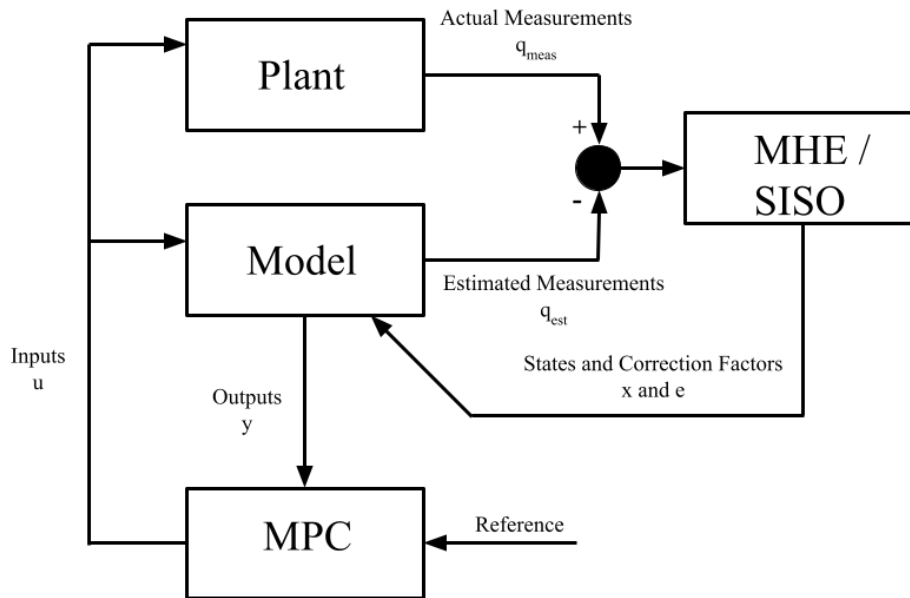 Actual Measurements
q_meas
Plant
+
MHE /
SISO
-
Model
Estimated Measurements
q_est
Inputs
u
States and Correction Factors
x and e
Outputs
y
Reference
MPC